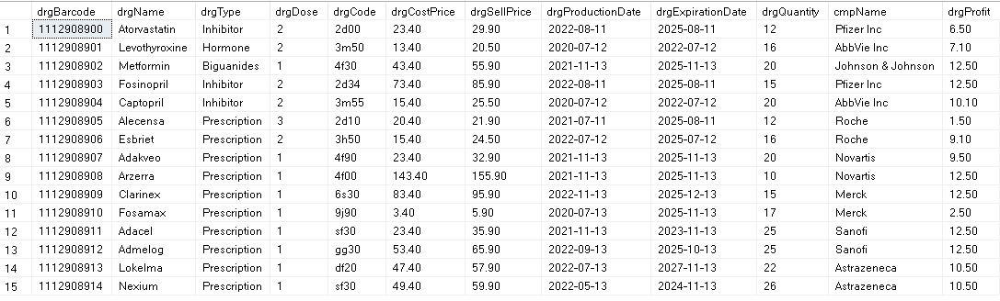 drgBarcode drgName drgType drgDose drgCode drgCostPrice drgSellPrice drgProductionDate drgExpirationDate drgQuantity cmpName drgProfit
1 1112908900 Atorvastatin Inhibitor 2 2d00 23.40 29.90 2022-08-11 2025-08-11 12 Pfizer Inc 6.50
2 1112908901 Levothyroxine Hormone 2 3m50 13.40 20.50 2020-07-12 2022-07-12 16 AbbVie Inc 7.10
3 1112908902 Metformin Biguanides 1 4f30 43.40 55.90 2021-11-13 2025-11-13 20 Johnson & Johnson 12.50
4 1112908903 Fosinopril Inhibitor 2 2d34 73.40 85.90 2022-08-11 2025-08-11 15 Pfizer Inc 12.50
5 1112908904 Captopril Inhibitor 2 3m55 15.40 25.50 2020-07-12 2022-07-12 20 AbbVie Inc 10.10
6 1112908905 Alecensa Prescription 3 2d10 20.40 21.90 2021-07-11 2025-08-11 12 Roche 1.50
7 1112908906 Esbriet Prescription 2 3h50 15.40 24.50 2022-07-12 2025-07-12 16 Roche 9.10
8 1112908907 Adakveo Prescription 1 4f90 23.40 32.90 2021-11-13 2025-11-13 20 Novartis 9.50
9 1112908908 Arzerra Prescription 1 4f00 143.40 155.90 2021-11-13 2025-11-13 10 Novartis 12.50
10 1112908909 Clarinex Prescription 1 6s30 83.40 95.90 2022-11-13 2025-12-13 15 Merck 12.50
11 1112908910 Fosamax Prescription 1 9j90 3.40 5.90 2020-07-13 2024-11-13 17 Merck 2.50
12 1112908911 Adacel Prescription 1 sf30 23.40 35.90 2021-11-13 2023-11-13 25 Sanofi 12.50
13 1112908912 Admelog Prescription 1 gg30 53.40 65.90 2022-09-13 2025-10-13 25 Sanofi 12.50
14 1112908913 Lokelma Prescription 1 df20 47.40 57.90 2022-07-13 2027-11-13 22 Astrazeneca 10.50
15 1112908914 Nexium Prescription 1 sf30 49.40 59.90 2022-05-13 2024-11-13 26 Astrazeneca 10.50